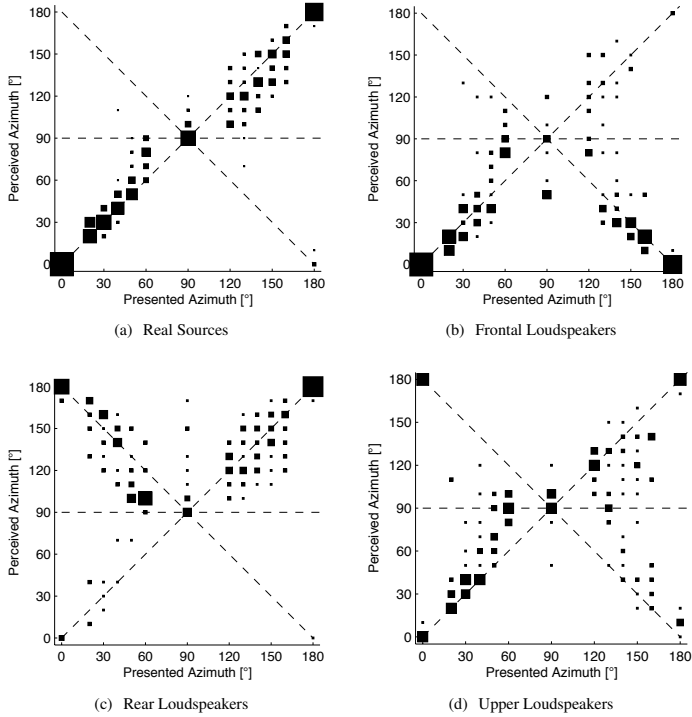 180
150
120
90
60
30
0
Perceived Azimuth [°]
0 30 60 90 120 150 180
Presented Azimuth [°]
(a) Real Sources
180
150
120
90
60
30
0
Perceived Azimuth [°]
0 30 60 90 120 150 180
Presented Azimuth [°]
(b) Frontal Loudspeakers
180
150
120
90
60
30
0
Perceived Azimuth [°]
0 30 60 90 120 150 180
Presented Azimuth [°]
(c) Rear Loudspeakers
180
150
120
90
60
30
0
Perceived Azimuth [°]
0 30 60 90 120 150 180
Presented Azimuth [°]
(d) Upper Loudspeakers